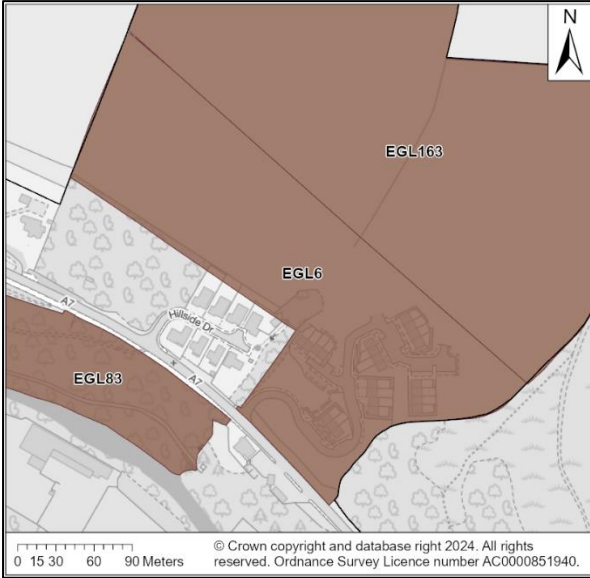 N
EGL163
EGL6
A7
Hillside Dr
EGL83
A7
0 15 30 60 90 Meters
© Crown copyright and database right 2024. All rights
reserved. Ordnance Survey Licence number AC0000851940.